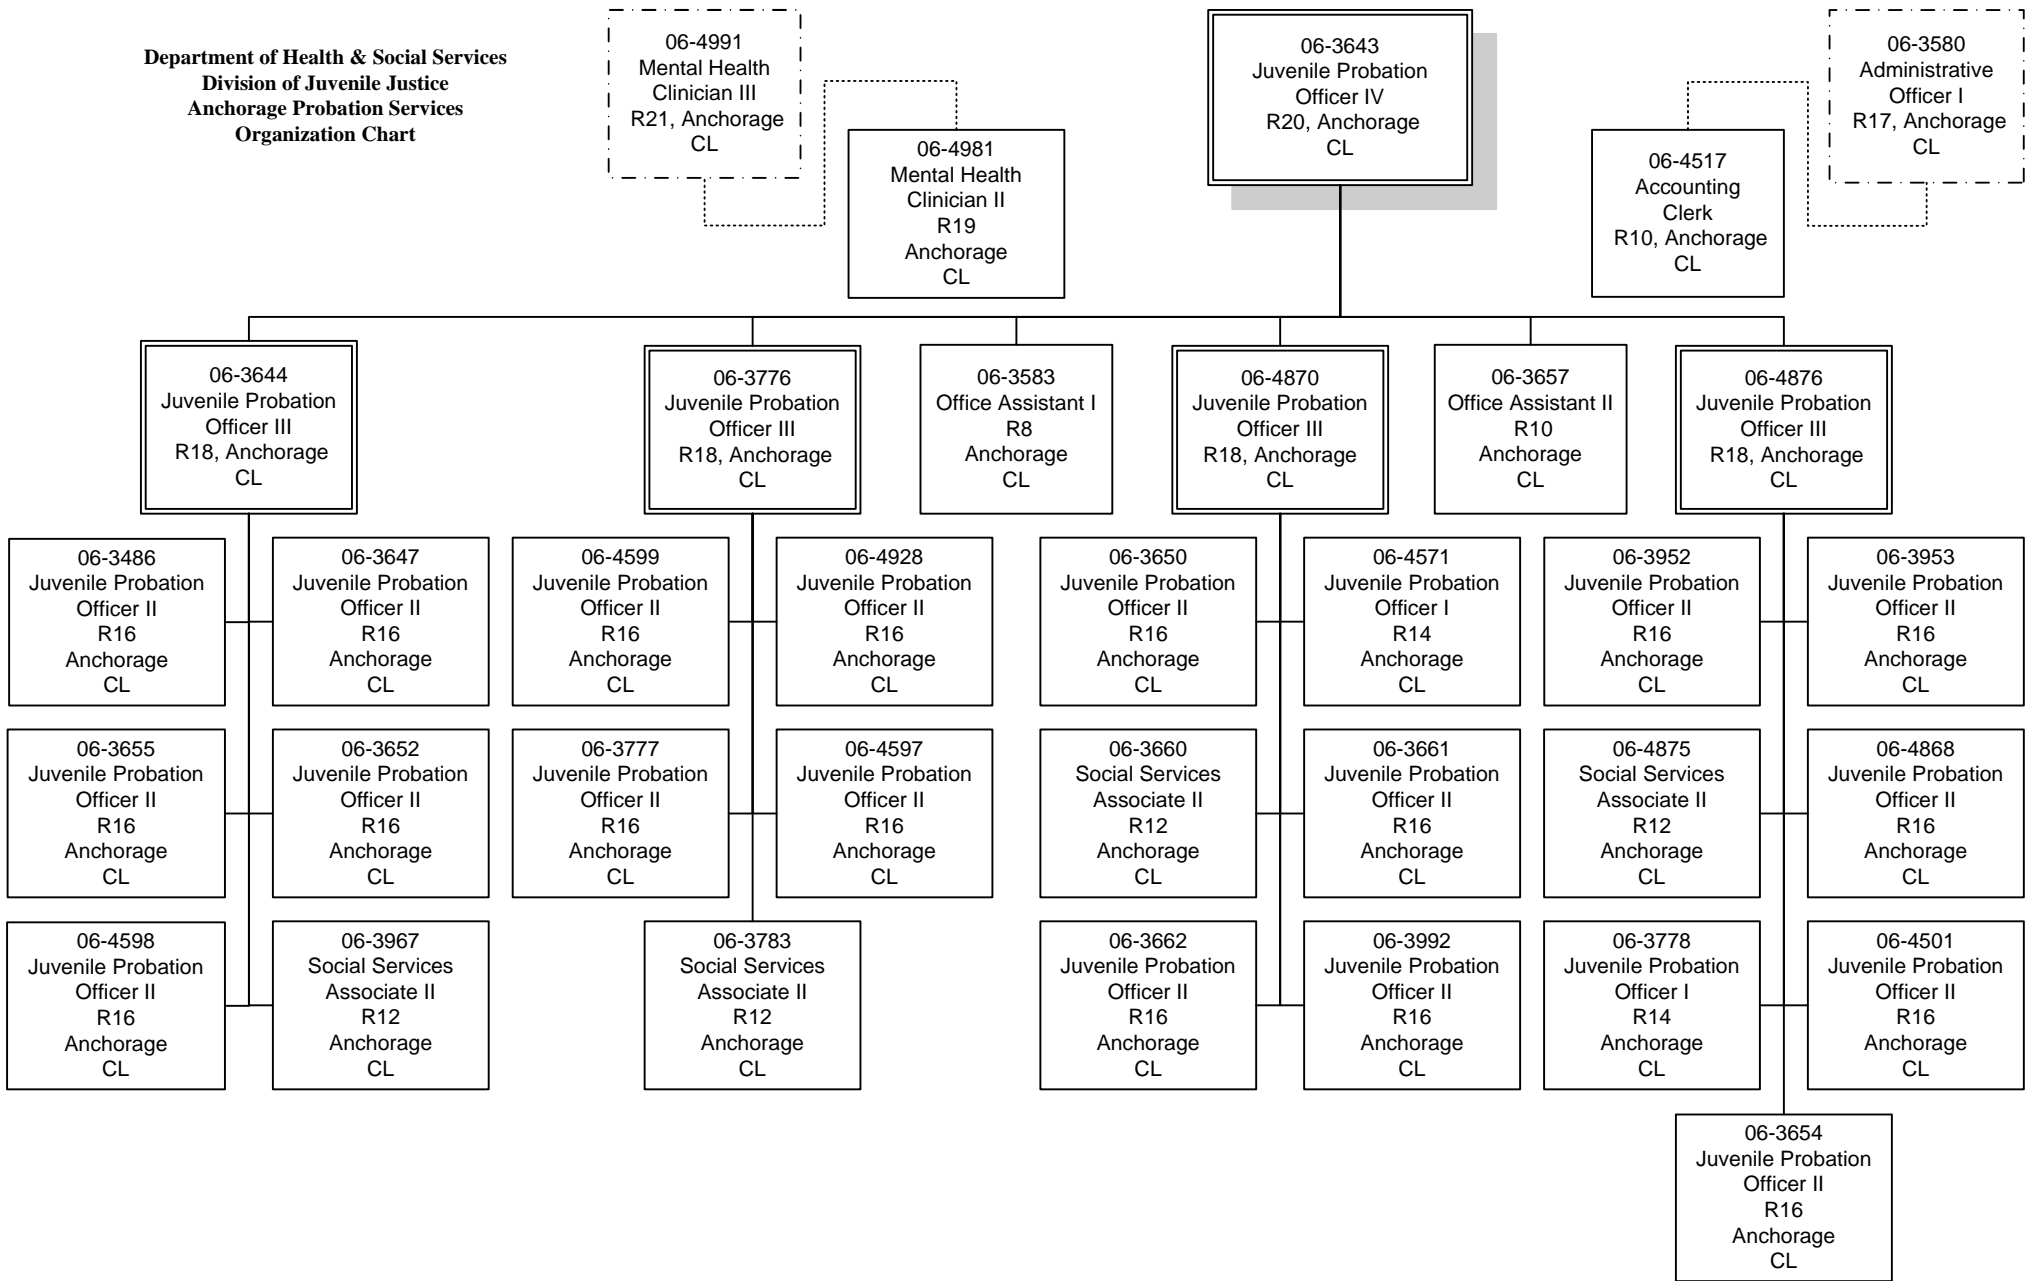 Department of Health & Social Services
Division of Juvenile Justice
Anchorage Probation Services
Organization Chart
06-4991
Mental Health
Clinician III
R21, Anchorage
CL
06-4981
Mental Health
Clinician II
R19
Anchorage
CL
06-3643
Juvenile Probation
Officer IV
R20, Anchorage
CL
06-4517
Accounting
Clerk
R10, Anchorage
CL
06-3580
Administrative
Officer I
R17, Anchorage
CL
06-3644
Juvenile Probation
Officer III
R18, Anchorage
CL
06-3776
Juvenile Probation
Officer III
R18, Anchorage
CL
06-3583
Office Assistant I
R8
Anchorage
CL
06-4870
Juvenile Probation
Officer III
R18, Anchorage
CL
06-3657
Office Assistant II
R10
Anchorage
CL
06-4876
Juvenile Probation
Officer III
R18, Anchorage
CL
06-3486
Juvenile Probation
Officer II
R16
Anchorage
CL
06-3647
Juvenile Probation
Officer II
R16
Anchorage
CL
06-4599
Juvenile Probation
Officer II
R16
Anchorage
CL
06-4928
Juvenile Probation
Officer II
R16
Anchorage
CL
06-3650
Juvenile Probation
Officer II
R16
Anchorage
CL
06-4571
Juvenile Probation
Officer I
R14
Anchorage
CL
06-3952
Juvenile Probation
Officer II
R16
Anchorage
CL
06-3953
Juvenile Probation
Officer II
R16
Anchorage
CL
06-3655
Juvenile Probation
Officer II
R16
Anchorage
CL
06-3652
Juvenile Probation
Officer II
R16
Anchorage
CL
06-3777
Juvenile Probation
Officer II
R16
Anchorage
CL
06-4597
Juvenile Probation
Officer II
R16
Anchorage
CL
06-3660
Social Services
Associate II
R12
Anchorage
CL
06-3661
Juvenile Probation
Officer II
R16
Anchorage
CL
06-4875
Social Services
Associate II
R12
Anchorage
CL
06-4868
Juvenile Probation
Officer II
R16
Anchorage
CL
06-4598
Juvenile Probation
Officer II
R16
Anchorage
CL
06-3967
Social Services
Associate II
R12
Anchorage
CL
06-3783
Social Services
Associate II
R12
Anchorage
CL
06-3662
Juvenile Probation
Officer II
R16
Anchorage
CL
06-3992
Juvenile Probation
Officer II
R16
Anchorage
CL
06-3778
Juvenile Probation
Officer I
R14
Anchorage
CL
06-4501
Juvenile Probation
Officer II
R16
Anchorage
CL
06-3654
Juvenile Probation
Officer II
R16
Anchorage
CL